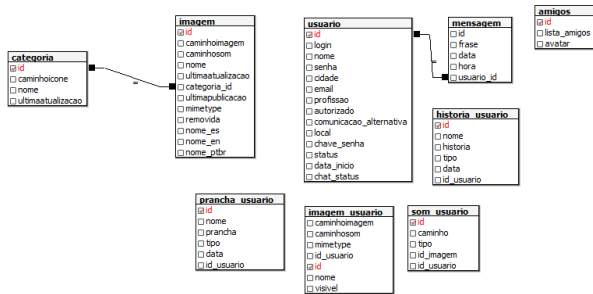 categoria
id
caminhoicone
nome
ultimaatualizacao
imagem
id
caminhoimagem
caminhosom
nome
ultimaatualizacao
categoria_id
ultimapublicacao
mimetype
removida
nome_es
nome_en
nome_ptbr
usuario
id
login
nome
senha
cidade
email
profissao
autorizado
comunicacao_alternativa
local
chave_senha
status
data_inicio
chat_status
mensagem
id
frase
data
hora
usuario_id
amigos
id
lista_amigos
avatar
historia_usuario
id
nome
historia
tipo
data
id_usuario
prancha_usuario
id
nome
prancha
tipo
data
id_usuario
imagem_usuario
caminhoimagem
caminhosom
mimetype
id_usuario
id
nome
visivel
som_usuario
id
caminho
tipo
id_imagem
id_usuario